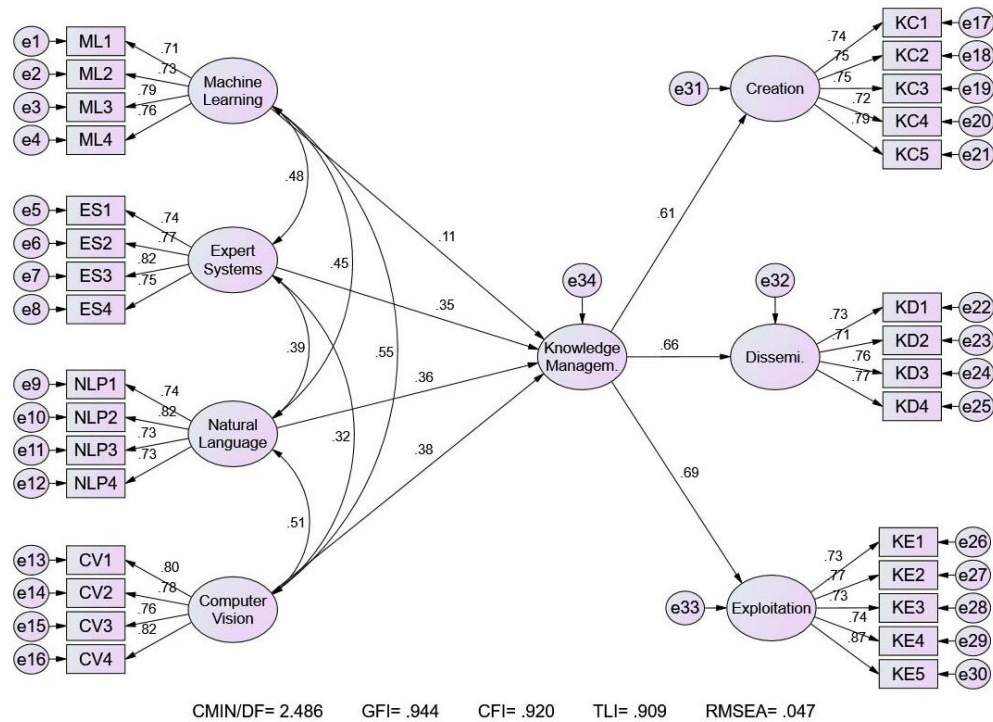 e1 ML1 .71
e2 ML2 .73
e3 ML3 .79
e4 ML4 .76
Machine
Learning
e5 ES1 .74
e6 ES2 .77
e7 ES3 .82
e8 ES4 .75
Expert
Systems
e9 NLP1 .74
e10 NLP2 .82
e11 NLP3 .73
e12 NLP4 .73
Natural
Language
e13 CV1 .80
e14 CV2 .78
e15 CV3 .76
e16 CV4 .82
Computer
Vision
.48
.45
.39
.55
.32
.51
.11
.35
.36
.38
e34
Knowledge
Managem.
.61
.66
.69
e31
Creation
.74 KC1 e17
.75 KC2 e18
.75 KC3 e19
.72 KC4 e20
.79 KC5 e21
e32
Dissemi.
.73 KD1 e22
.71 KD2 e23
.76 KD3 e24
.77 KD4 e25
e33
Exploitation
.73 KE1 e26
.77 KE2 e27
.73 KE3 e28
.74 KE4 e29
.87 KE5 e30
CMIN/DF= 2.486 GFI= .944 CFI= .920 TLI= .909 RMSEA= .047